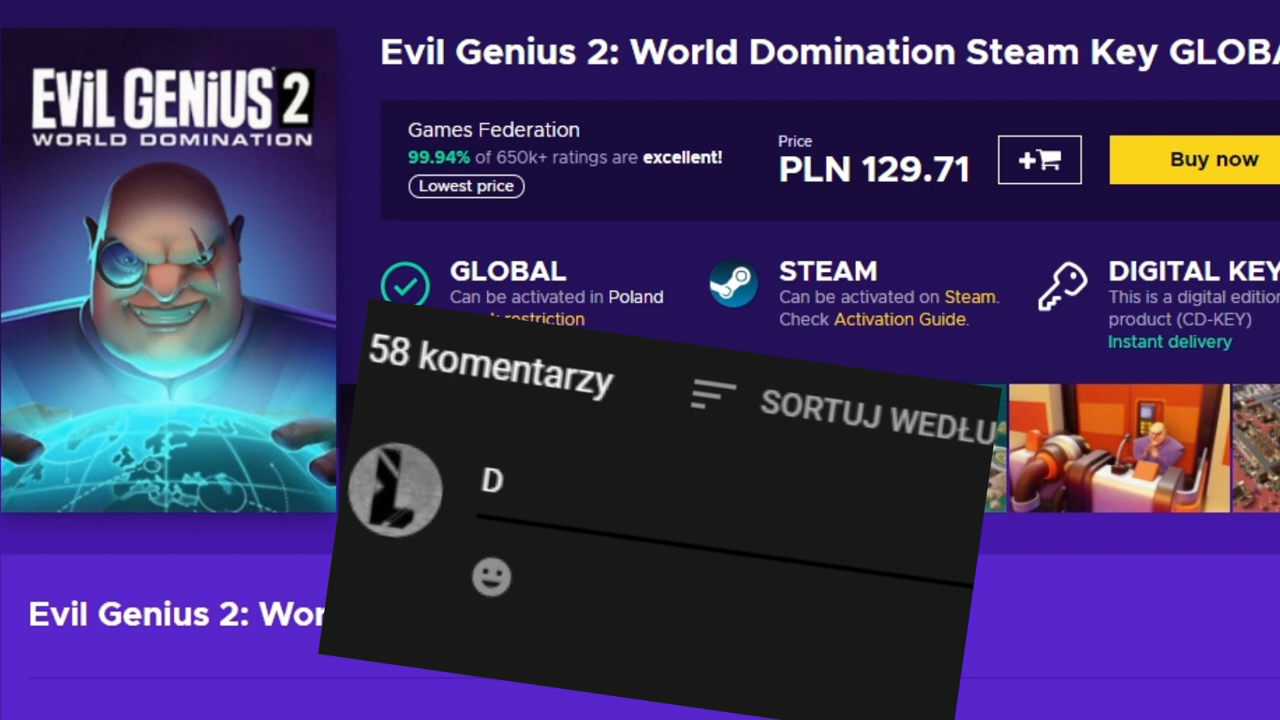 EViL GENiUS 2
WORLD DOMINATION
Evil Genius 2: World Domination Steam Key GLOBA
Games Federation
99.94% of 650k+ ratings are excellent!
Lowest price
Price
PLN 129.71
Buy now
GLOBAL
Can be activated in Poland
restriction
STEAM
Can be activated on Steam.
Check Activation Guide.
DIGITAL KEY
This is a digital edition
product (CD-KEY)
Instant delivery
58 komentarzy
SORTUJ WEDŁU
D
Evil Genius 2: Wor